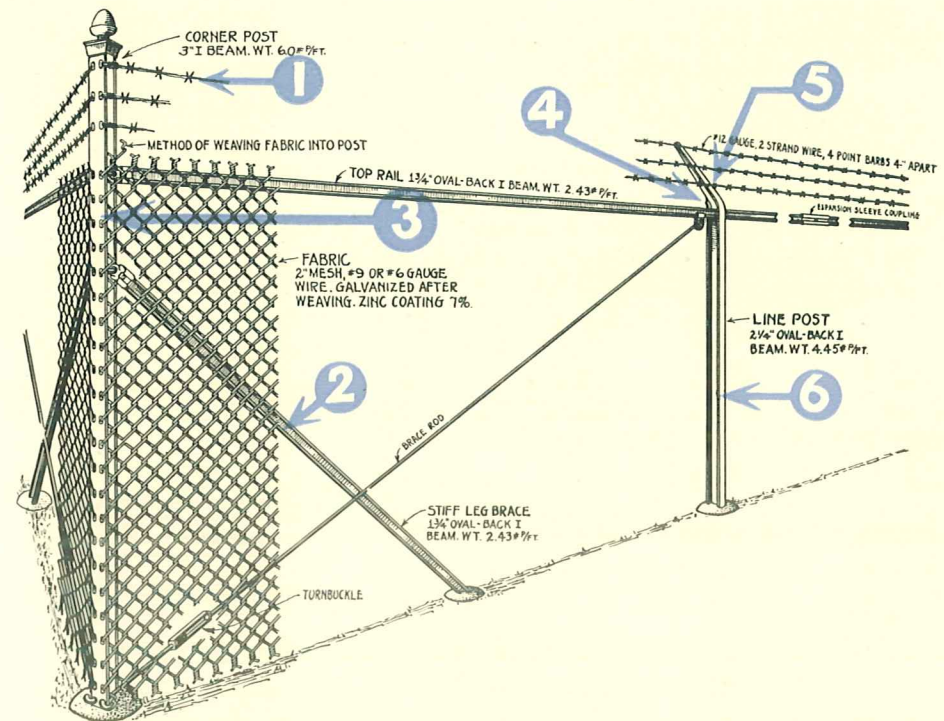 CORNER POST
3" I BEAM. WT. 6.0# P/FT.
1
METHOD OF WEAVING FABRIC INTO POST
4
5
#12 GAUGE, 2 STRAND WIRE, 4 POINT BARBS 4" APART
TOP RAIL 1¾" OVAL-BACK I BEAM. WT. 2.43# P/FT.
3
EXPANSION SLEEVE COUPLING
FABRIC
2" MESH, #9 OR #6 GAUGE
WIRE. GALVANIZED AFTER
WEAVING. ZINC COATING 7%.
LINE POST
2¼" OVAL-BACK I
BEAM. WT. 4.45# P/FT.
2
6
BRACE ROD
STIFF LEG BRACE
1¾" OVAL-BACK I
BEAM. WT. 2.43# P/FT.
TURNBUCKLE